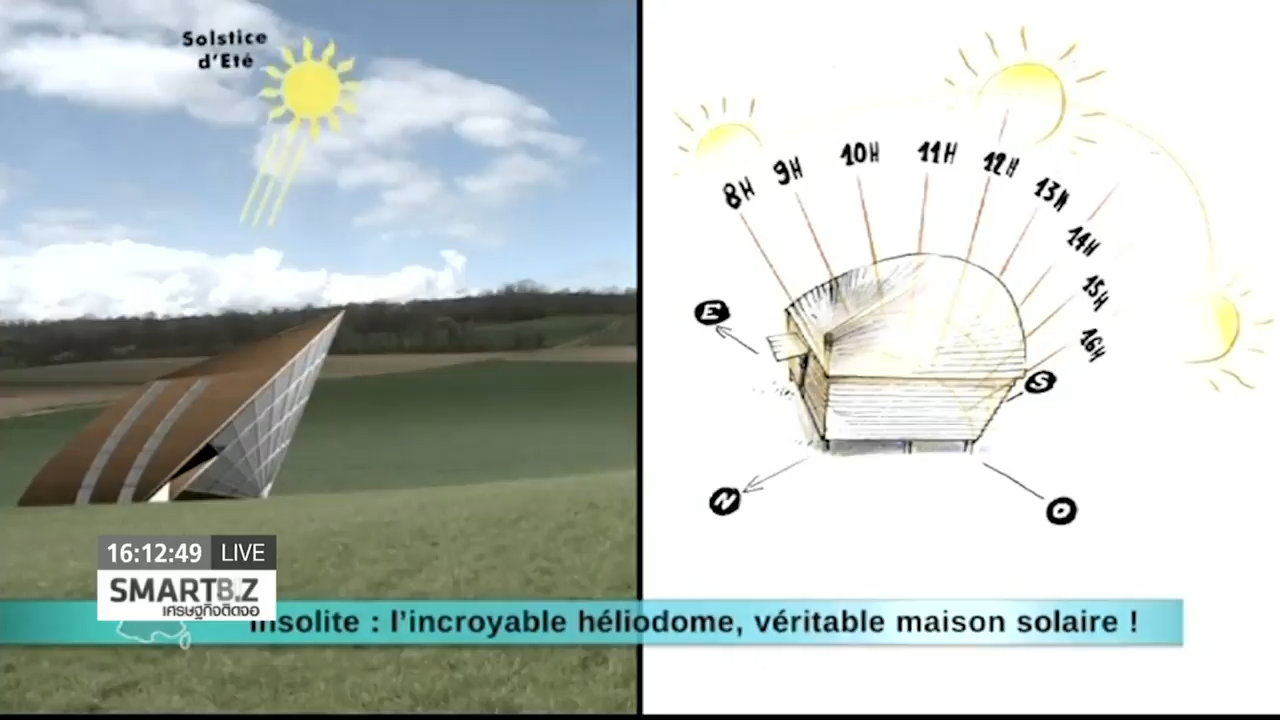 Solstice
d'Eté
8H
9H
10H
11H
12H
13H
14H
15H
16H
E
S
N
O
16:12:49 LIVE
SMARTBIZ
เศรษฐกิจติดจอ
Insolite : l'incroyable héliodome, véritable maison solaire !